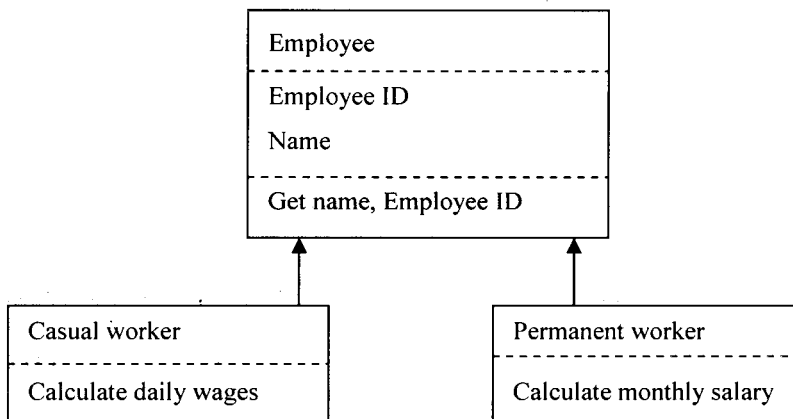 Employee
Employee ID
Name
Get name, Employee ID
Casual worker
Calculate daily wages
Permanent worker
Calculate monthly salary